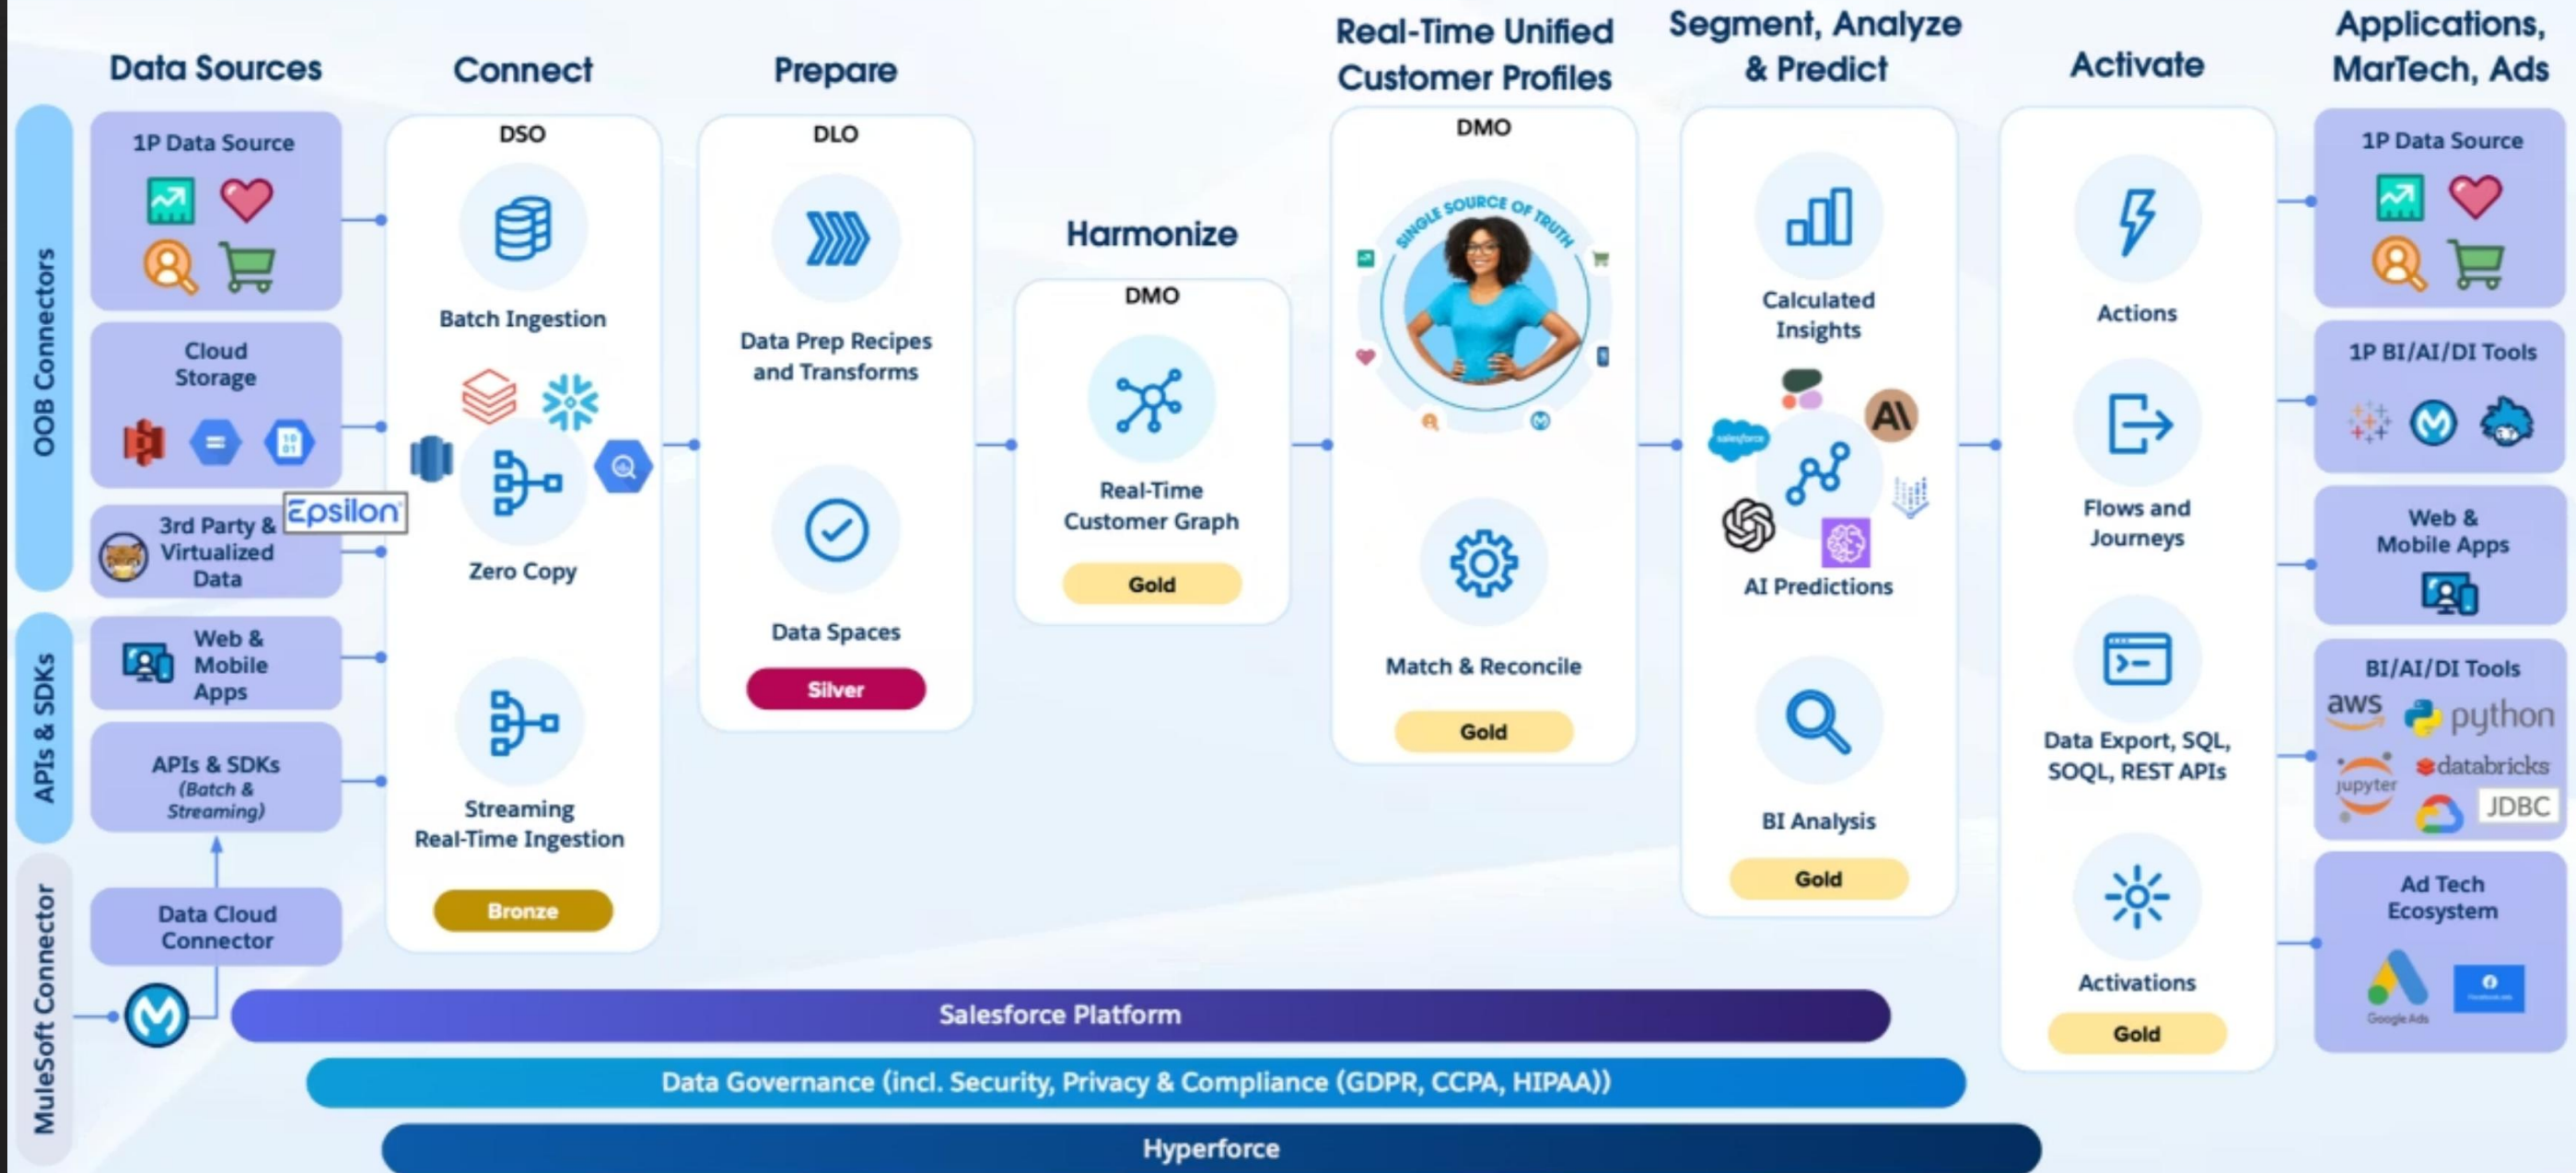 Data Sources
Connect
Prepare
Real-Time Unified
Customer Profiles
Segment, Analyze
& Predict
Activate
Applications,
MarTech, Ads
OOB Connectors
APIs & SDKs
MuleSoft Connector
1P Data Source
Cloud
Storage
3rd Party &
Virtualized
Data
Epsilon
Web &
Mobile
Apps
APIs & SDKs
(Batch &
Streaming)
Data Cloud
Connector
DSO
Batch Ingestion
Zero Copy
Streaming
Real-Time Ingestion
Bronze
DLO
Data Prep Recipes
and Transforms
Data Spaces
Silver
Harmonize
DMO
Real-Time
Customer Graph
Gold
DMO
SINGLE SOURCE OF TRUTH
Match & Reconcile
Gold
Calculated
Insights
salesforce
AI Predictions
BI Analysis
Gold
Actions
Flows and
Journeys
Data Export, SQL,
SOQL, REST APIs
Activations
Gold
1P Data Source
1P BI/AI/DI Tools
Web &
Mobile Apps
BI/AI/DI Tools
aws
python
jupyter
databricks
JDBC
Ad Tech
Ecosystem
Google Ads
Salesforce Platform
Data Governance (incl. Security, Privacy & Compliance (GDPR, CCPA, HIPAA))
Hyperforce